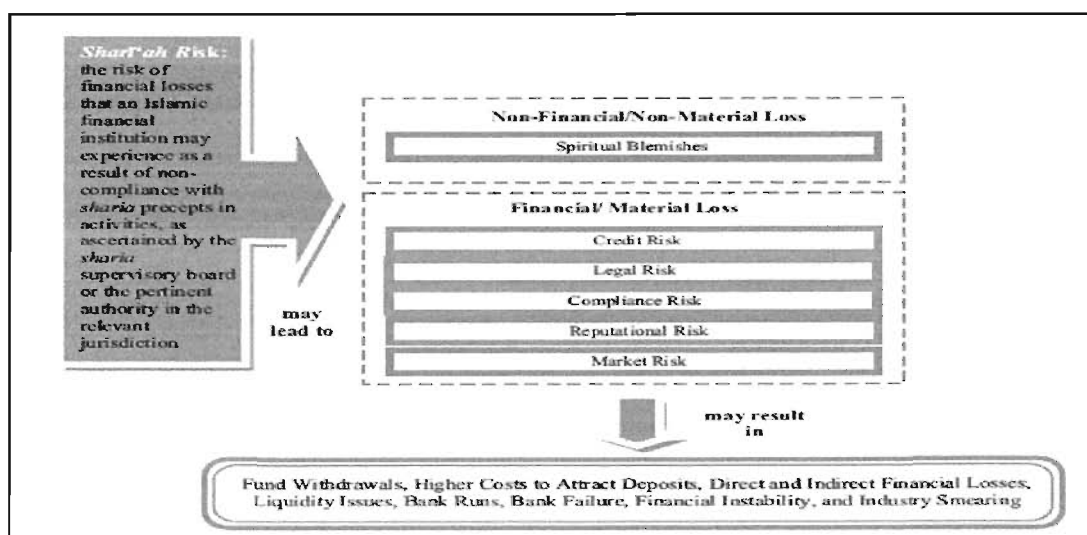 Sharī'ah Risk:
the risk of
financial losses
that an Islamic
financial
institution may
experience as a
result of non-
compliance with
sharia precepts in
activities, as
ascertained by the
sharia
supervisory board
or the pertinent
authority in the
relevant
jurisdiction
may
lead to
Non-Financial/Non-Material Loss
Spiritual Blemishes
Financial/ Material Loss
Credit Risk
Legal Risk
Compliance Risk
Reputational Risk
Market Risk
may result
in
Fund Withdrawals, Higher Costs to Attract Deposits, Direct and Indirect Financial Losses,
Liquidity Issues, Bank Runs, Bank Failure, Financial Instability, and Industry Smearing